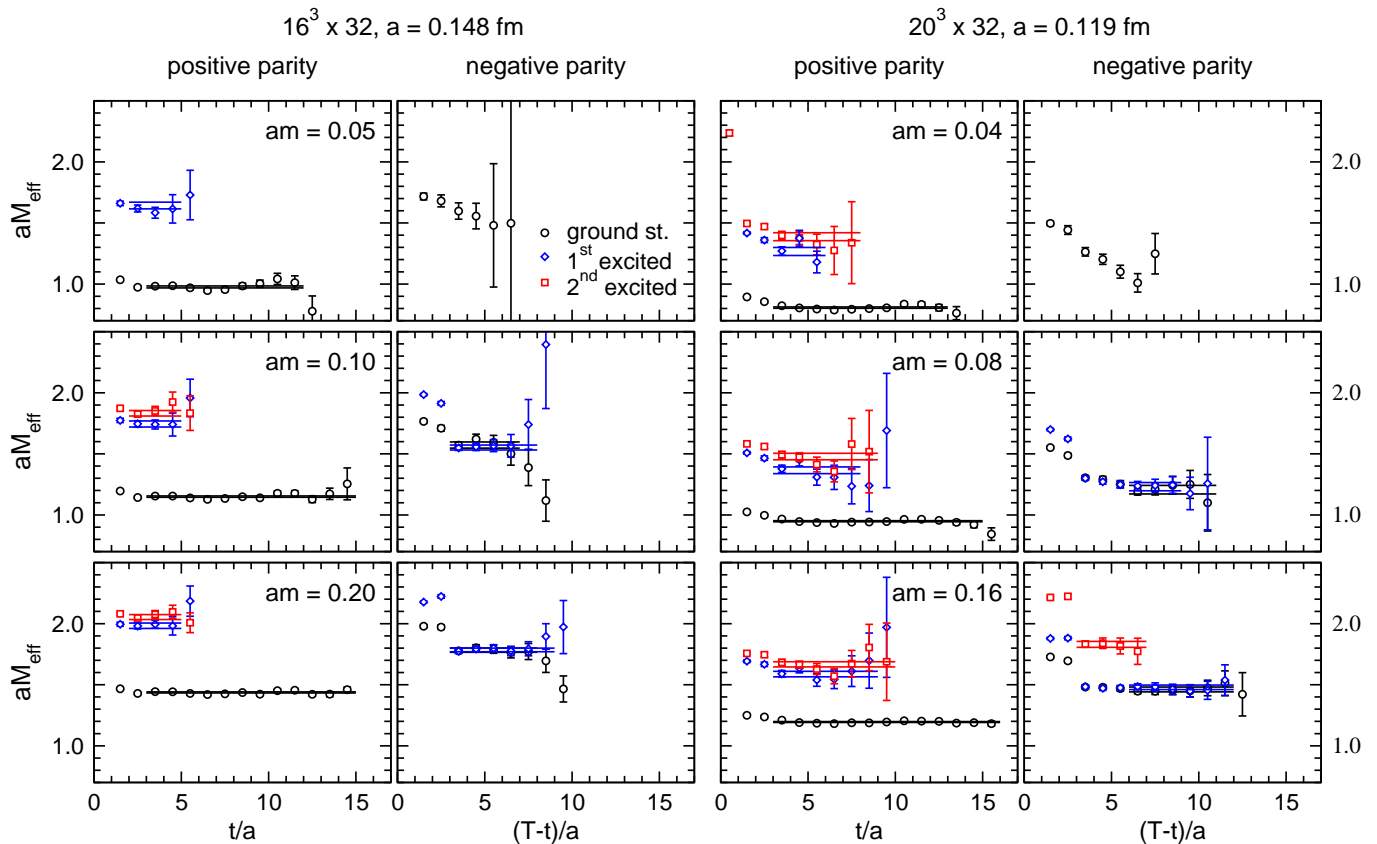 16³ x 32, a = 0.148 fm 20³ x 32, a = 0.119 fm
positive parity negative parity positive parity negative parity
am = 0.05 am = 0.04
2.0 2.0
aM_eff
ground st.
1st excited
2nd excited
1.0 1.0
am = 0.10 am = 0.08
2.0 2.0
aM_eff
1.0 1.0
am = 0.20 am = 0.16
2.0 2.0
aM_eff
1.0 1.0
0 5 10 15 0 5 10 15 0 5 10 15 0 5 10 15
t/a (T-t)/a t/a (T-t)/a